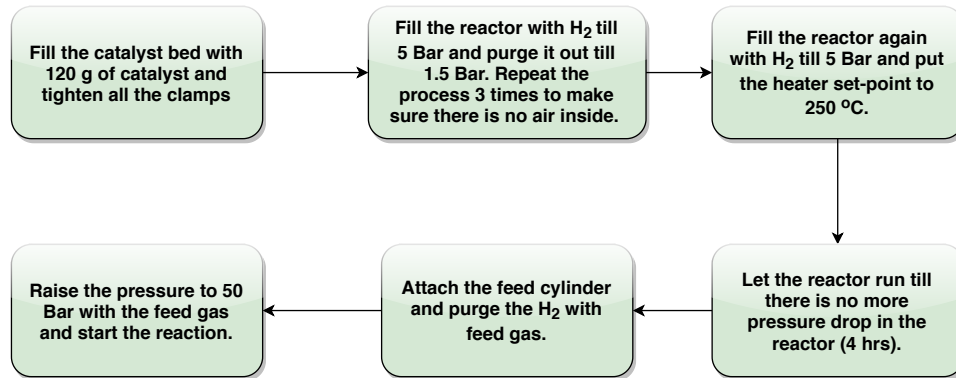 Fill the catalyst bed with
120 g of catalyst and
tighten all the clamps
Fill the reactor with H₂ till
5 Bar and purge it out till
1.5 Bar. Repeat the
process 3 times to make
sure there is no air inside.
Fill the reactor again
with H₂ till 5 Bar and put
the heater set-point to
250 ºC.
Let the reactor run till
there is no more
pressure drop in the
reactor (4 hrs).
Attach the feed cylinder
and purge the H₂ with
feed gas.
Raise the pressure to 50
Bar with the feed gas
and start the reaction.